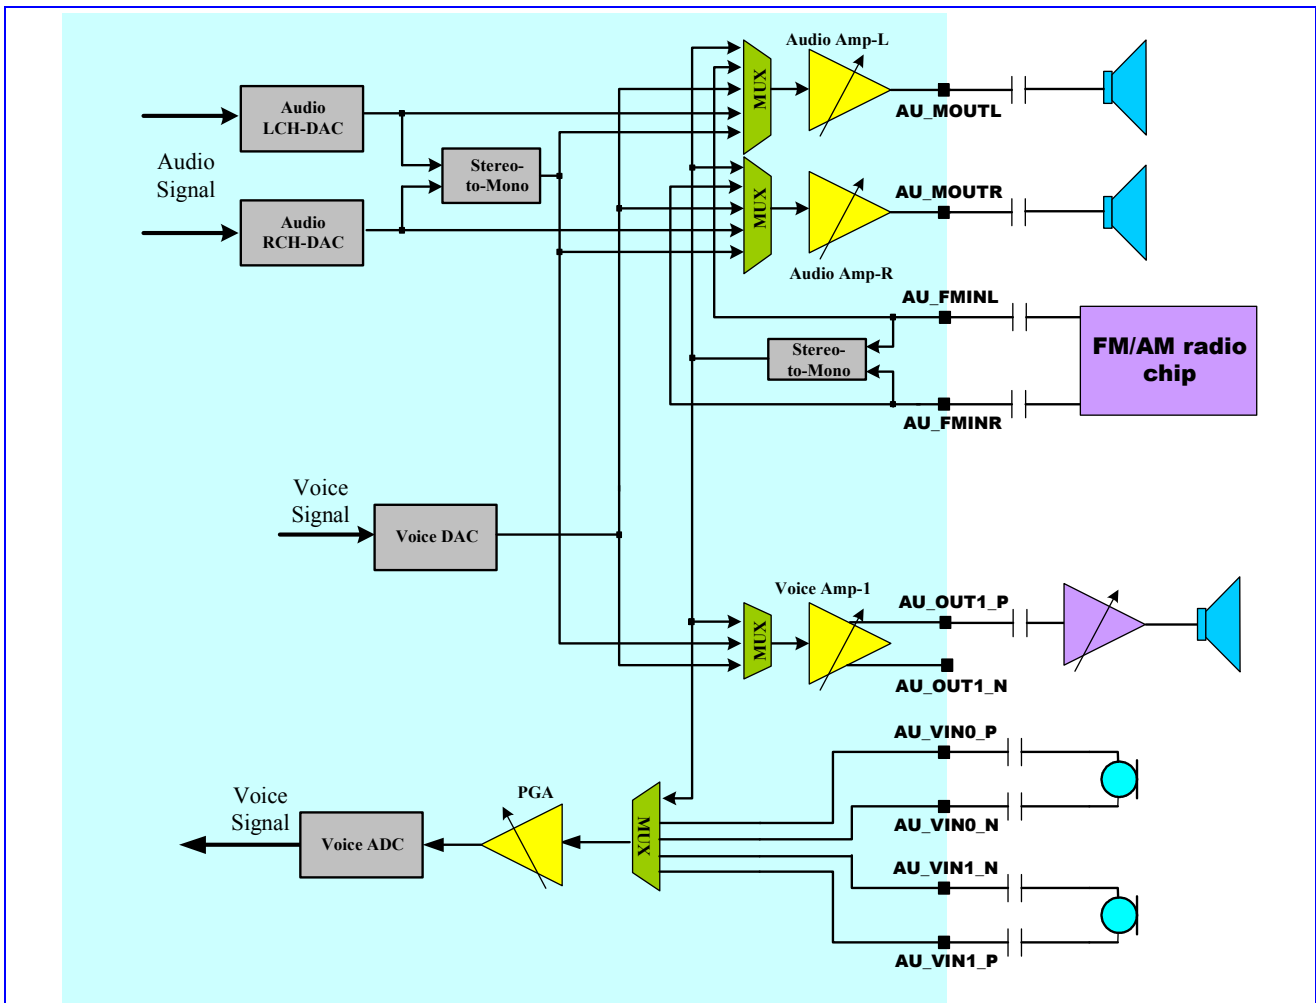 Audio Amp-L
MUX
AU_MOUTL
Audio
LCH-DAC
Audio
Signal
Stereo-
to-Mono
Audio
RCH-DAC
MUX
AU_MOUTR
Audio Amp-R
AU_FMINL
Stereo-
to-Mono
FM/AM radio
chip
AU_FMINR
Voice
Signal
Voice DAC
Voice Amp-1
MUX
AU_OUT1_P
AU_OUT1_N
AU_VIN0_P
PGA
Voice
Signal
Voice ADC
MUX
AU_VIN0_N
AU_VIN1_N
AU_VIN1_P